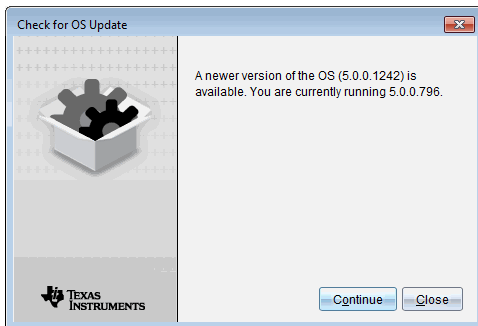 Check for OS Update
A newer version of the OS (5.0.0.1242) is
available. You are currently running 5.0.0.796.
TEXAS
INSTRUMENTS
Continue
Close